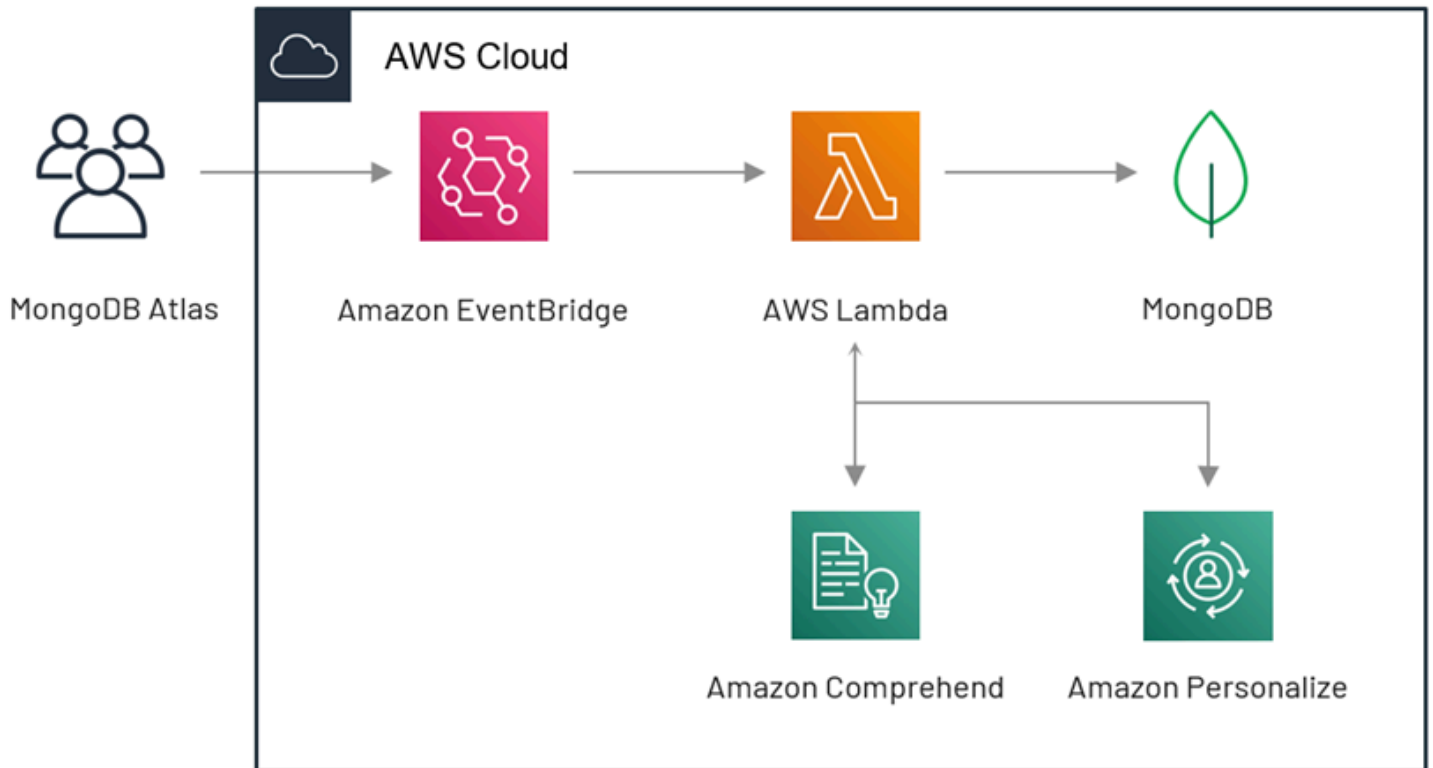 AWS Cloud
MongoDB Atlas
Amazon EventBridge
AWS Lambda
MongoDB
Amazon Comprehend
Amazon Personalize